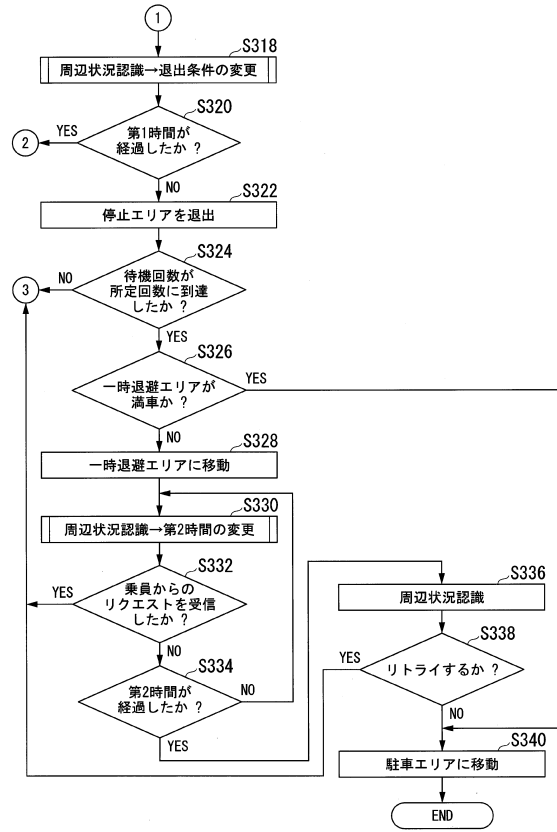 1
S318
周辺状況認識→退出条件の変更
S320
第1時間が
経過したか ?
YES
2
NO
S322
停止エリアを退出
S324
待機回数が
所定回数に到達
したか ?
NO
3
YES
S326
一時退避エリアが
満車か ?
YES
NO
S328
一時退避エリアに移動
S330
周辺状況認識→第2時間の変更
S332
乗員からの
リクエストを受信
したか ?
YES
NO
S334
第2時間が
経過したか ?
NO
YES
S336
周辺状況認識
S338
リトライするか ?
YES
NO
S340
駐車エリアに移動
END